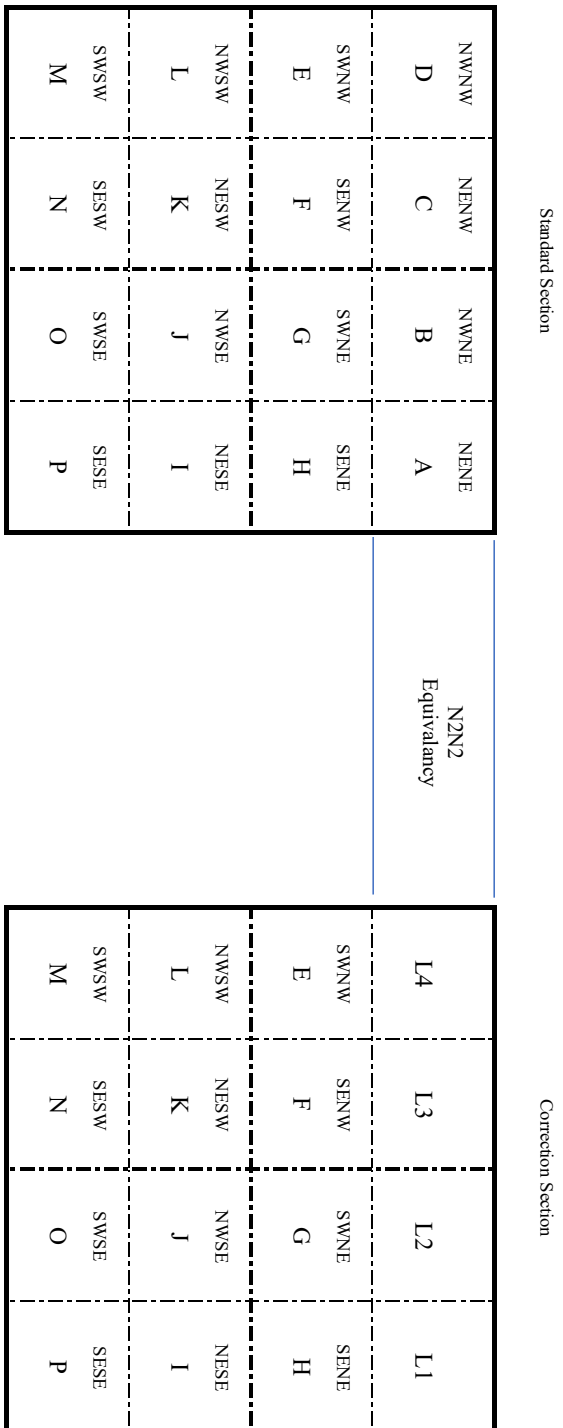 Standard Section
Correction Section
NWNW NENW NWNE NENE
D C B A
N2N2
Equivalancy
L4 L3 L2 L1
SWNW SENW SWNE SENE
E F G H
SWNW SENW SWNE SENE
E F G H
NWSW NESW NWSE NESE
L K J I
NWSW NESW NWSE NESE
L K J I
SWSW SESW SWSE SESE
M N O P
SWSW SESW SWSE SESE
M N O P